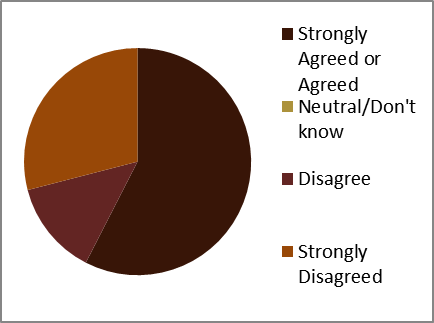 Strongly
Agreed or
Agreed
Neutral/Don't
know
Disagree
Strongly
Disagreed